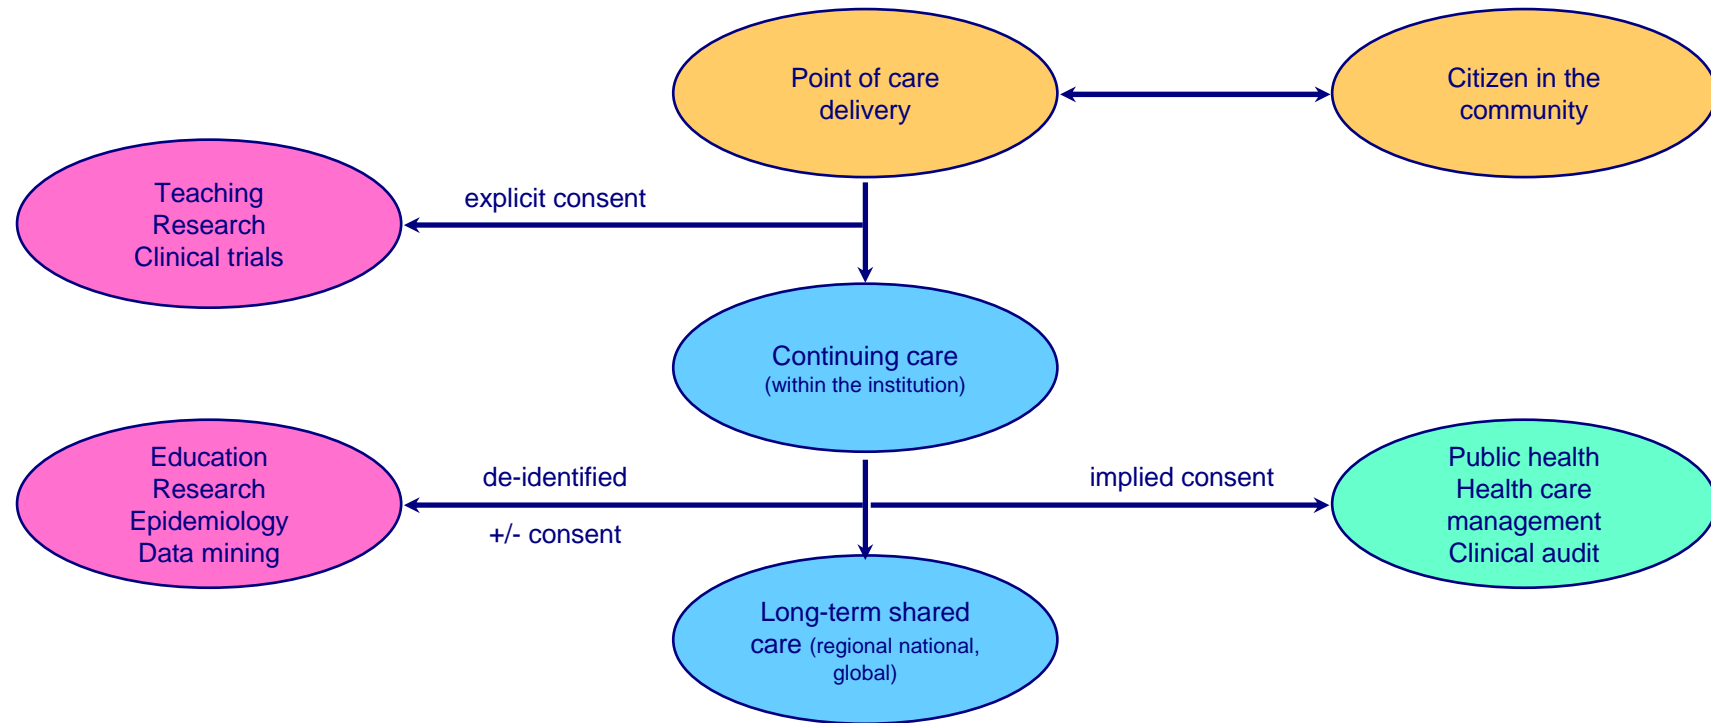 Point of care
delivery
Citizen in the
community
Teaching
Research
Clinical trials
explicit consent
Continuing care
(within the institution)
Education
Research
Epidemiology
Data mining
de-identified
+/- consent
implied consent
Public health
Health care
management
Clinical audit
Long-term shared
care (regional national,
global)